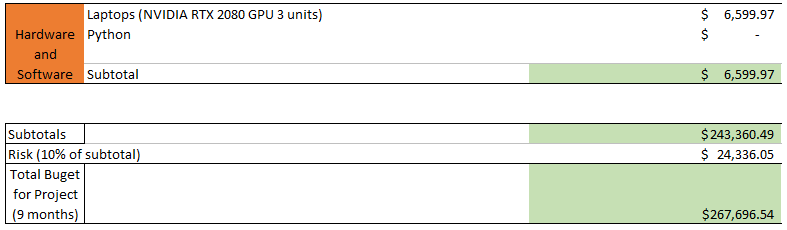 Laptops (NVIDIA RTX 2080 GPU 3 units) $ 6,599.97
Hardware and Software
Python $ -
Subtotal $ 6,599.97
Subtotals $243,360.49
Risk (10% of subtotal) $ 24,336.05
Total Buget
for Project
(9 months) $267,696.54